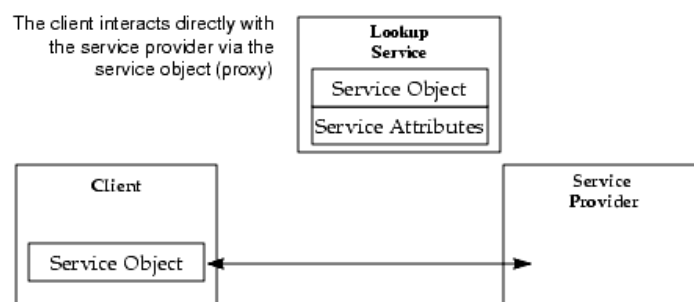 The client interacts directly with
the service provider via the
service object (proxy)
Lookup
Service
Service Object
Service Attributes
Client
Service Object
Service
Provider